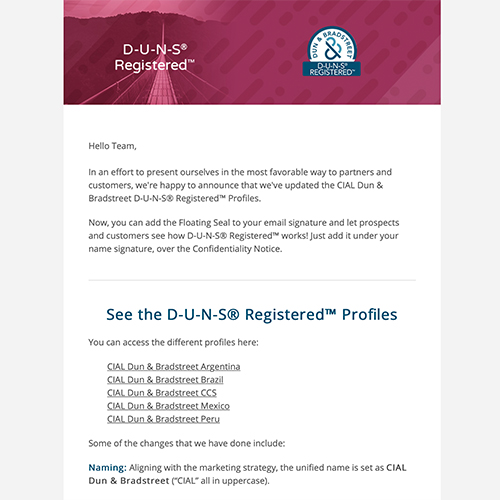 D-U-N-S®
Registered™
DUN & BRADSTREET
D-U-N-S®
REGISTERED™
Hello Team,
In an effort to present ourselves in the most favorable way to partners and
customers, we're happy to announce that we've updated the CIAL Dun &
Bradstreet D-U-N-S® Registered™ Profiles.
Now, you can add the Floating Seal to your email signature and let prospects
and customers see how D-U-N-S® Registered™ works! Just add it under your
name signature, over the Confidentiality Notice.
See the D-U-N-S® Registered™ Profiles
You can access the different profiles here:
CIAL Dun & Bradstreet Argentina
CIAL Dun & Bradstreet Brazil
CIAL Dun & Bradstreet CCS
CIAL Dun & Bradstreet Mexico
CIAL Dun & Bradstreet Peru
Some of the changes that we have done include:
Naming: Aligning with the marketing strategy, the unified name is set as CIAL
Dun & Bradstreet (“CIAL” all in uppercase).